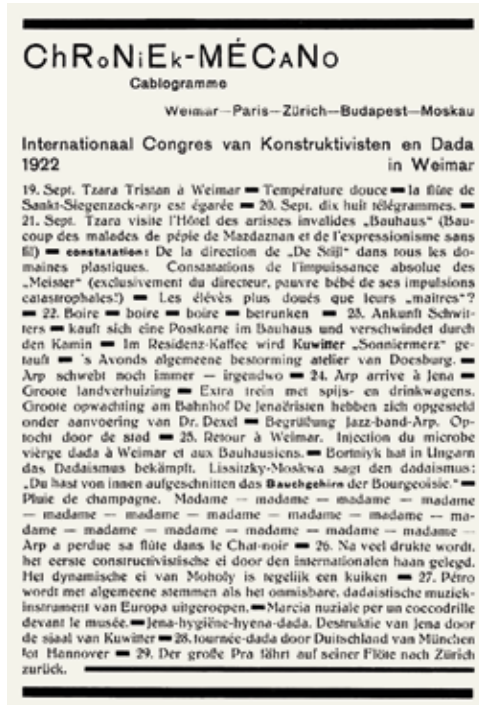 ChRoNiEk-MÉCaNo
Cablogramme
Weimar—Paris—Zürich—Budapest—Moskau
Internationaal Congres van Konstruktivisten en Dada
1922 in Weimar
19. Sept. Tzara Tristan à Weimar ▬ Température douce ▬ la flûte de
Sankt-Siegenzack-arp est égarée ▬ 20. Sept. dix huit télégrammes. ▬
21. Sept. Tzara visite l'Hôtel des artistes invalides „Bauhaus“ (Bau-
coup des malades de pépie de Mazdaznan et de l'expressionisme sans
fil) ▬ constatation: De la direction de „De Stijl“ dans tous les do-
maines plastiques. Constatations de l'impuissance absolue des
„Meister“ (exclusivement du directeur, pauvre bébé de ses impulsions
catastrophales!) ▬ Les élévès plus doués que leurs „maîtres“?
▬ 22. Boire ▬ boire ▬ boire ▬ betrunken ▬ 23. Ankunft Schwit-
ters ▬ kauft sich eine Postkarte im Bauhaus und verschwindet durch
den Kamin ▬ Im Residenz-Kaffee wird Kuwitter „Sonniermerz“ ge-
tauft ▬ 's Avonds algemeene bestorming atelier van Doesburg. ▬
Arp schwebt noch immer — irgendwo ▬ 24. Arp arrive à Jena ▬
Groote landverhuizing ▬ Extra trein met spijs- en drinkwagens.
Groote opwachting am Bahnhof De Jenaéristen hebben zich opgesteld
onder aanvoering van Dr. Dexel ▬ Begrüßung Jazz-band-Arp. Op-
tocht door de stad ▬ 25. Retour à Weimar. Injection du microbe
vièrge dada à Weimar et aux Bauhausiens. ▬ Bortniyk hat in Ungarn
das Dadaismus bekämpft. Lissitzky-Moskwa sagt den dadaismus:
„Du hast von innen aufgeschnitten das Bauchgehirn der Bourgeoisie.“ ▬
Pluie de champagne. Madame — madame — madame — madame
— madame — madame — madame — madame — madame — ma-
dame — madame — madame — madame — madame — madame —
Arp a perdue sa flûte dans le Chat-noir ▬ 26. Na veel drukte wordt,
het eerste constructivistische ei door den internationalen haan gelegd.
Het dynamische ei van Moholy is tegelijk een kuiken ▬ 27. Pétro
wordt met algemeene stemmen als het onmisbare, dadaistische muziek-
instrument van Europa uitgeroepen. ▬ Marcia nuziale per un coccodrille
devant le musée. ▬ Jena-hygiëne-hyena-dada. Destruktie van Jena door
de sjaal van Kuwitter ▬ 28. tournée-dada door Duitschland van München
tot Hannover ▬ 29. Der große Pra fährt auf seiner Flöte nach Zürich
zurück.